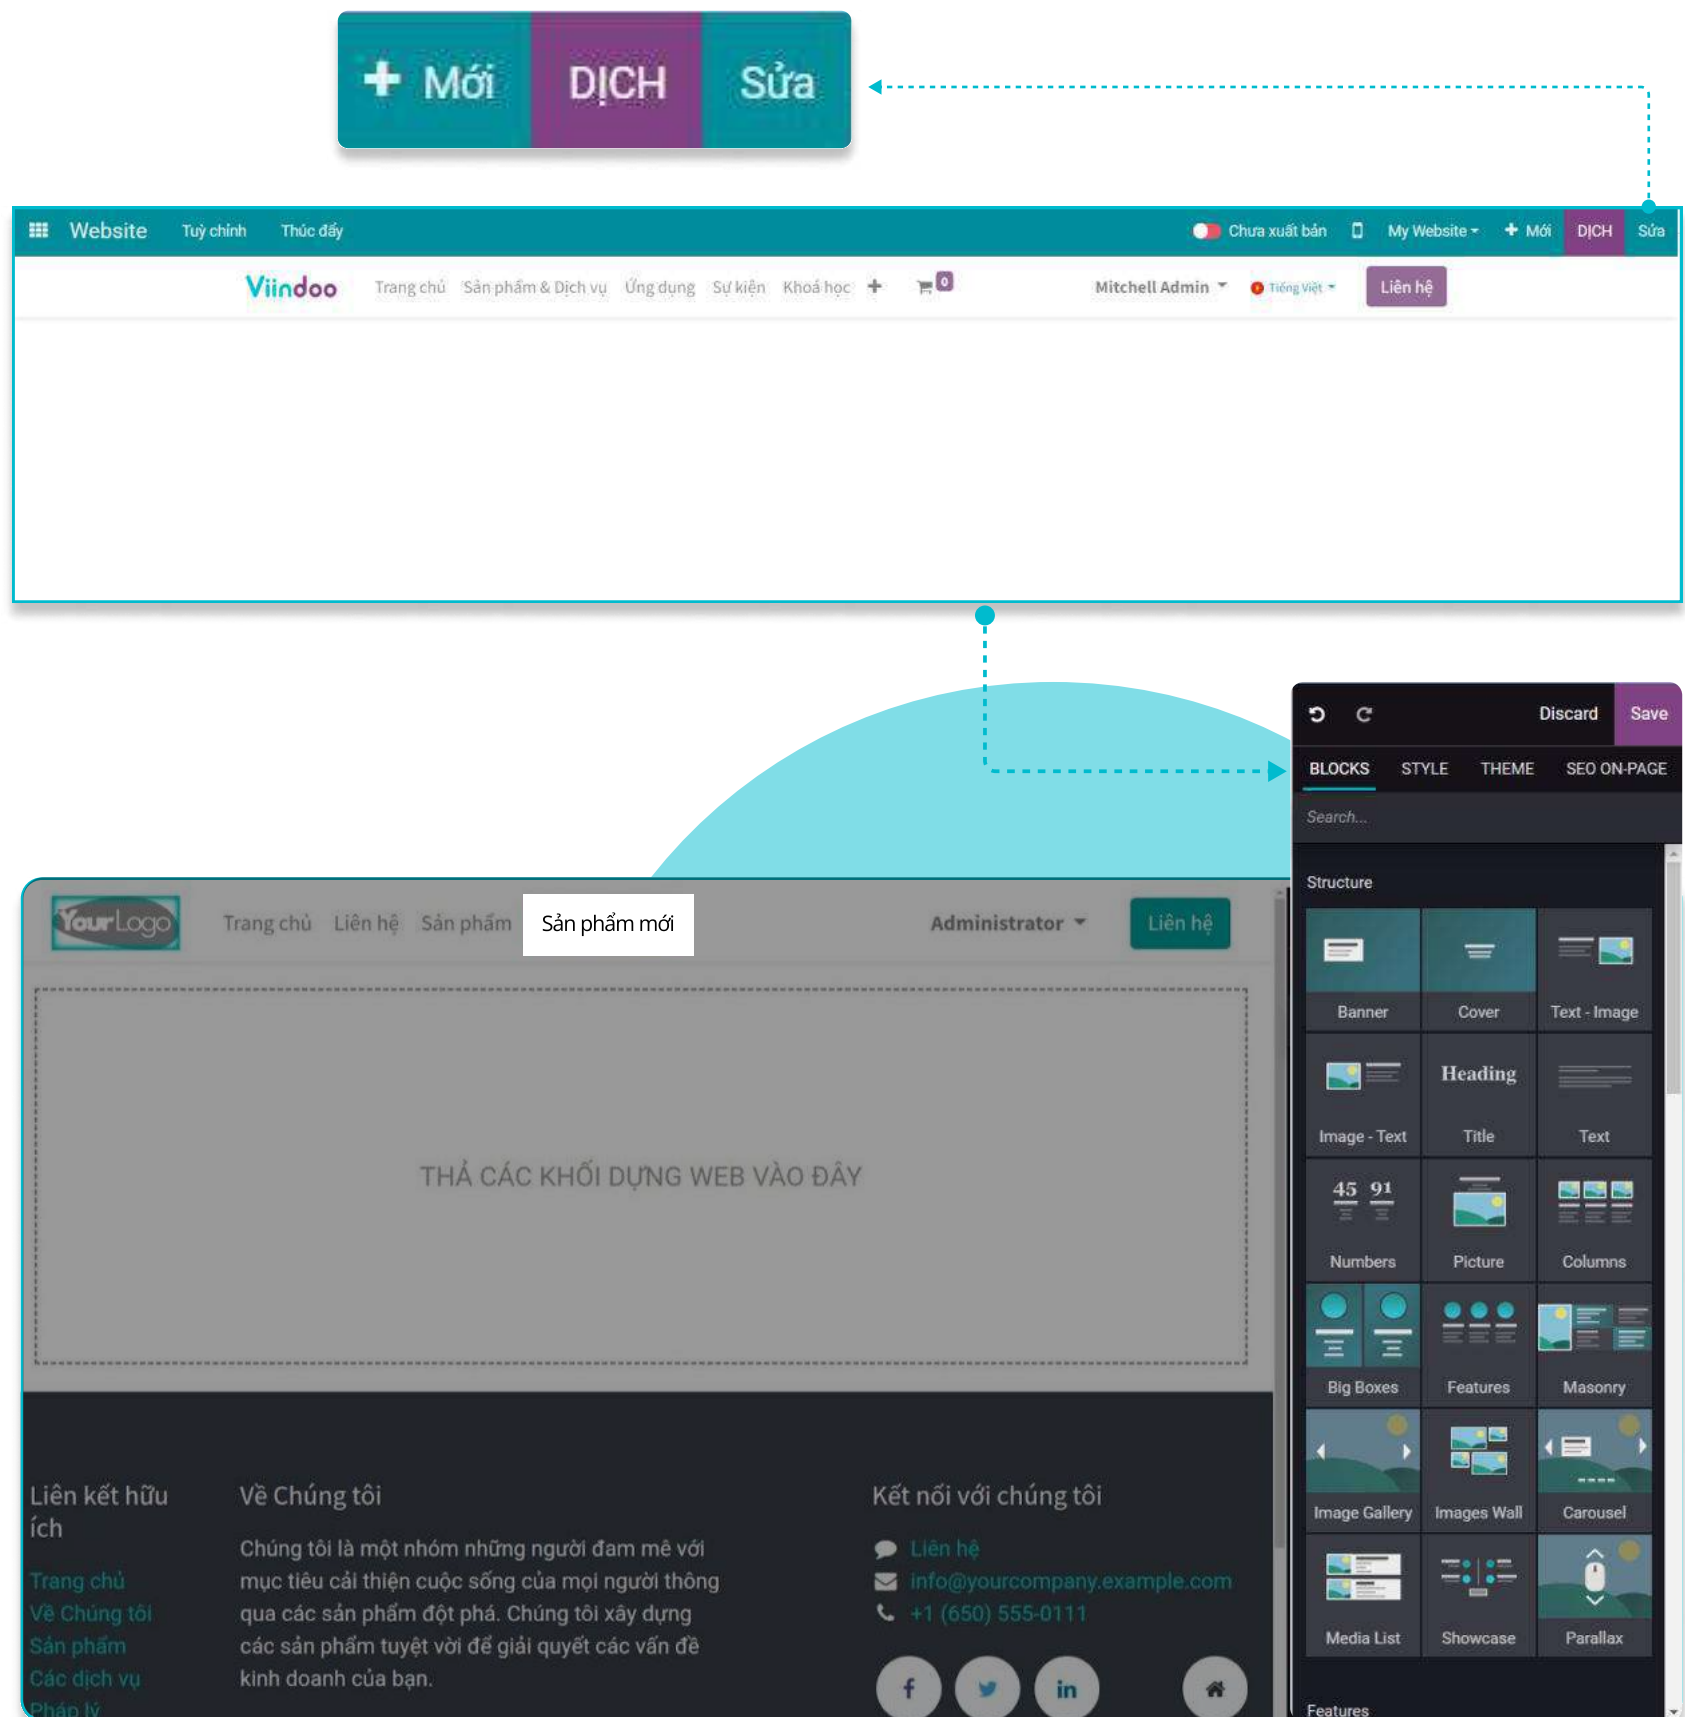 Mới DỊCH Sửa
Website Tuỳ chỉnh Thúc đẩy Chưa xuất bản My Website Mới DỊCH Sửa
Viindoo Trang chủ Sản phẩm & Dịch vụ Ứng dụng Sự kiện Khoá học 0 Mitchell Admin Tiếng Việt Liên hệ
Discard Save
BLOCKS STYLE THEME SEO ON-PAGE
Search...
Structure
Banner Cover Text - Image
Heading
Image - Text Title Text
45 91
Numbers Picture Columns
Big Boxes Features Masonry
Image Gallery Images Wall Carousel
Media List Showcase Parallax
Features
YourLogo Trang chủ Liên hệ Sản phẩm Sản phẩm mới Administrator Liên hệ
THẢ CÁC KHỐI DỰNG WEB VÀO ĐÂY
Liên kết hữu
ích
Trang chủ
Về Chúng tôi
Sản phẩm
Các dịch vụ
Pháp lý
Về Chúng tôi
Chúng tôi là một nhóm những người đam mê với
mục tiêu cải thiện cuộc sống của mọi người thông
qua các sản phẩm đột phá. Chúng tôi xây dựng
các sản phẩm tuyệt vời để giải quyết các vấn đề
kinh doanh của bạn.
Kết nối với chúng tôi
Liên hệ
info@yourcompany.example.com
+1 (650) 555-0111